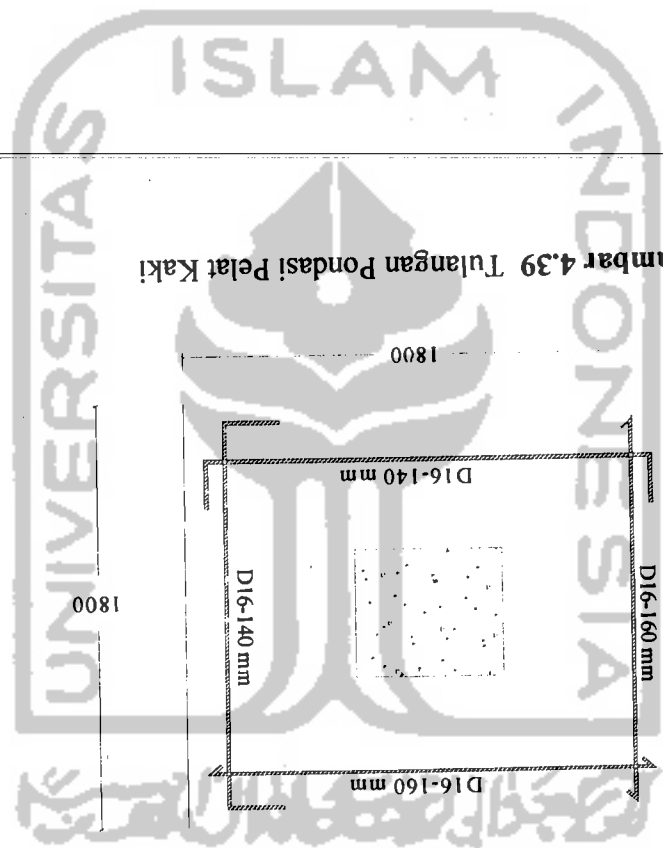 ISLAM
UNIVERSITAS
INDONESIA
D16-160 mm
D16-140 mm
D16-160 mm
D16-140 mm
1800
1800
mbar 4.39 Tulangan Pondasi Pelat Kaki